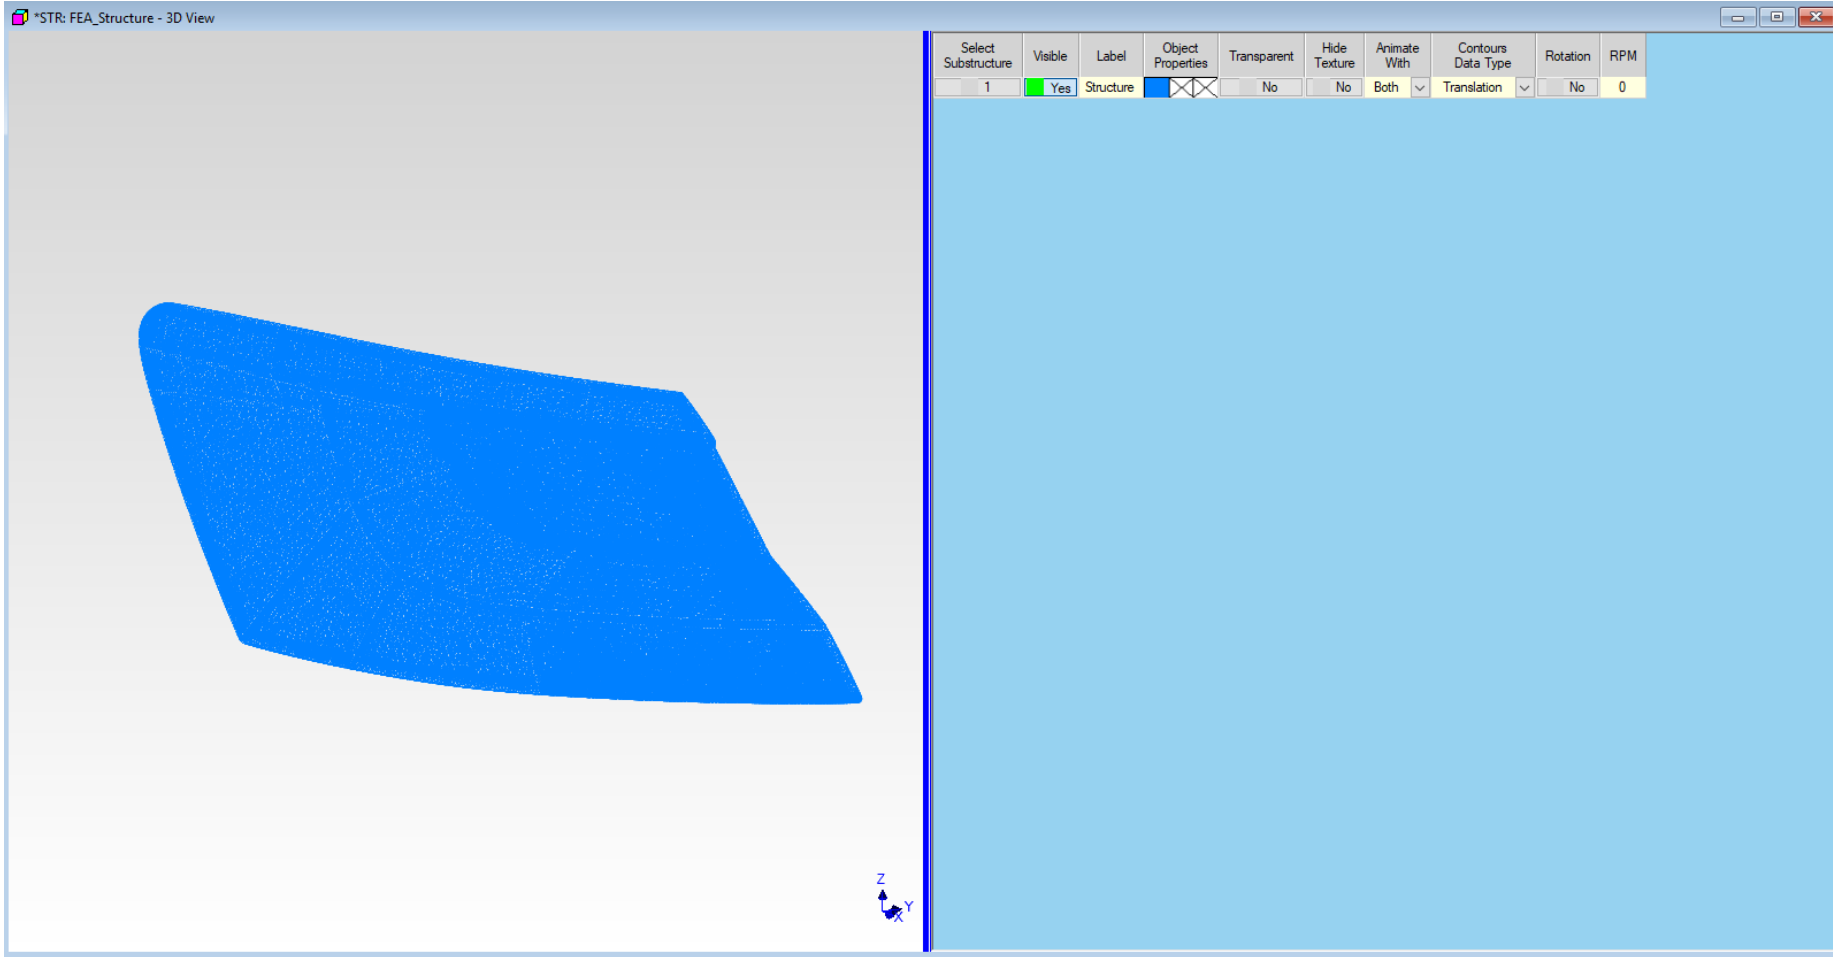 *STR: FEA_Structure - 3D View
Select Substructure Visible Label Object Properties Transparent Hide Texture Animate With Contours Data Type Rotation RPM
1 Yes Structure No No Both Translation No 0
Z
Y
X